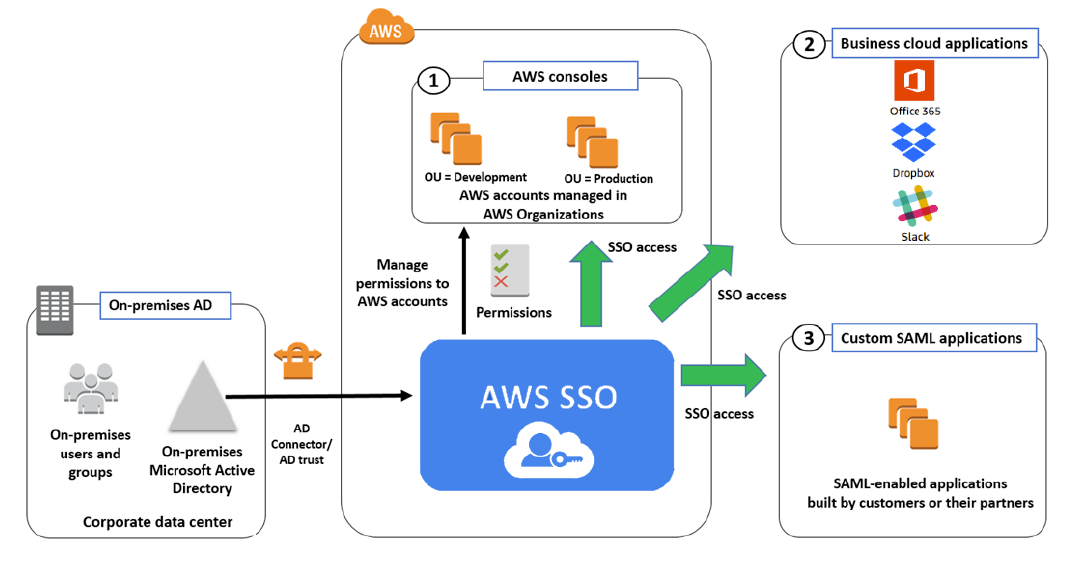 AWS
1
AWS consoles
OU = Development
OU = Production
AWS accounts managed in
AWS Organizations
2
Business cloud applications
Office 365
Dropbox
Slack
Manage
permissions to
AWS accounts
Permissions
SSO access
SSO access
On-premises AD
On-premises
users and
groups
On-premises
Microsoft Active
Directory
Corporate data center
AD
Connector/
AD trust
AWS SSO
SSO access
3
Custom SAML applications
SAML-enabled applications
built by customers or their partners